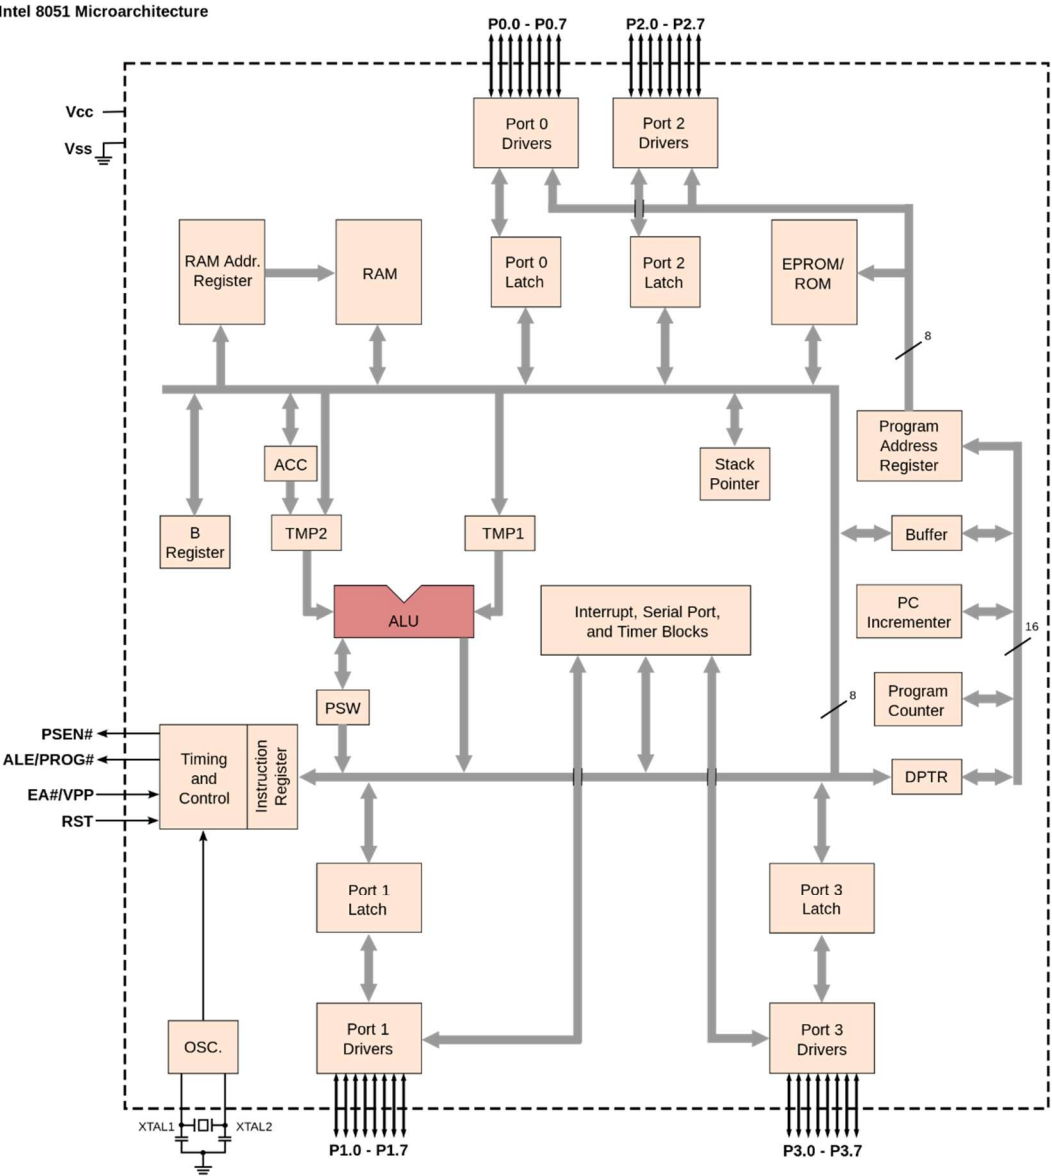 Intel 8051 Microarchitecture
P0.0 - P0.7
P2.0 - P2.7
Vcc
Vss
Port 0
Drivers
Port 2
Drivers
RAM Addr.
Register
RAM
Port 0
Latch
Port 2
Latch
EPROM/
ROM
8
Program
Address
Register
ACC
Stack
Pointer
B
Register
TMP2
TMP1
Buffer
ALU
Interrupt, Serial Port,
and Timer Blocks
PC
Incrementer
16
PSW
8
Program
Counter
PSEN#
ALE/PROG#
EA#/VPP
RST
Timing
and
Control
Instruction
Register
DPTR
Port 1
Latch
Port 3
Latch
OSC.
Port 1
Drivers
Port 3
Drivers
XTAL1
XTAL2
P1.0 - P1.7
P3.0 - P3.7